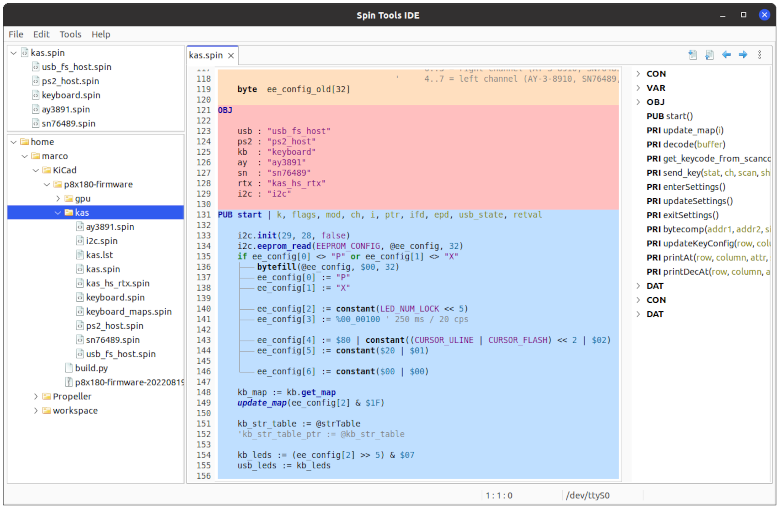 Spin Tools IDE
File Edit Tools Help
kas.spin
usb_fs_host.spin
ps2_host.spin
keyboard.spin
ay3891.spin
sn76489.spin
home
marco
KiCad
p8x180-firmware
gpu
kas
ay3891.spin
i2c.spin
kas.lst
kas.spin
kas_hs_rtx.spin
keyboard.spin
keyboard_maps.spin
ps2_host.spin
sn76489.spin
usb_fs_host.spin
build.py
p8x180-firmware-20220819
Propeller
workspace
kas.spin
118 ' 4..7 = left channel (AY-3-8910, SN76489,
119 byte ee_config_old[32]
120
121 OBJ
122
123 usb : "usb_fs_host"
124 ps2 : "ps2_host"
125 kb : "keyboard"
126 ay : "ay3891"
127 sn : "sn76489"
128 rtx : "kas_hs_rtx"
129 i2c : "i2c"
130
131 PUB start | k, flags, mod, ch, i, ptr, ifd, epd, usb_state, retval
132
133 i2c.init(29, 28, false)
134 i2c.eeprom_read(EEPROM_CONFIG, @ee_config, 32)
135 if ee_config[0] <> "P" or ee_config[1] <> "X"
136 bytefill(@ee_config, $00, 32)
137 ee_config[0] := "P"
138 ee_config[1] := "X"
139
140 ee_config[2] := constant(LED_NUM_LOCK << 5)
141 ee_config[3] := %00_00100 ' 250 ms / 20 cps
142
143 ee_config[4] := $80 | constant((CURSOR_ULINE | CURSOR_FLASH) << 2 | $02)
144 ee_config[5] := constant($20 | $01)
145
146 ee_config[6] := constant($00 | $00)
147
148 kb_map := kb.get_map
149 update_map(ee_config[2] & $1F)
150
151 kb_str_table := @strTable
152 'kb_str_table_ptr := @kb_str_table
153
154 kb_leds := (ee_config[2] >> 5) & $07
155 usb_leds := kb_leds
156
CON
VAR
OBJ
PUB start()
PRI update_map(i)
PRI decode(buffer)
PRI get_keycode_from_scanco
PRI send_key(stat, ch, scan, sh
PRI enterSettings()
PRI updateSettings()
PRI exitSettings()
PRI bytecomp(addr1, addr2, si
PRI updateKeyConfig(row, col
PRI printAt(row, column, attr,
PRI printDecAt(row, column, a
DAT
CON
DAT
1 : 1 : 0 /dev/ttyS0